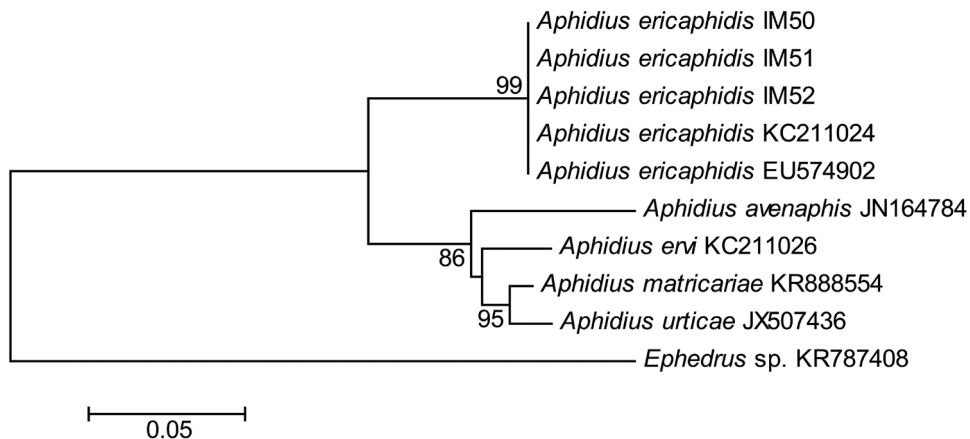 Aphidius ericaphidis IM50
Aphidius ericaphidis IM51
99
Aphidius ericaphidis IM52
Aphidius ericaphidis KC211024
Aphidius ericaphidis EU574902
Aphidius avenaphis JN164784
Aphidius ervi KC211026
86
Aphidius matricariae KR888554
95
Aphidius urticae JX507436
Ephedrus sp. KR787408
0.05